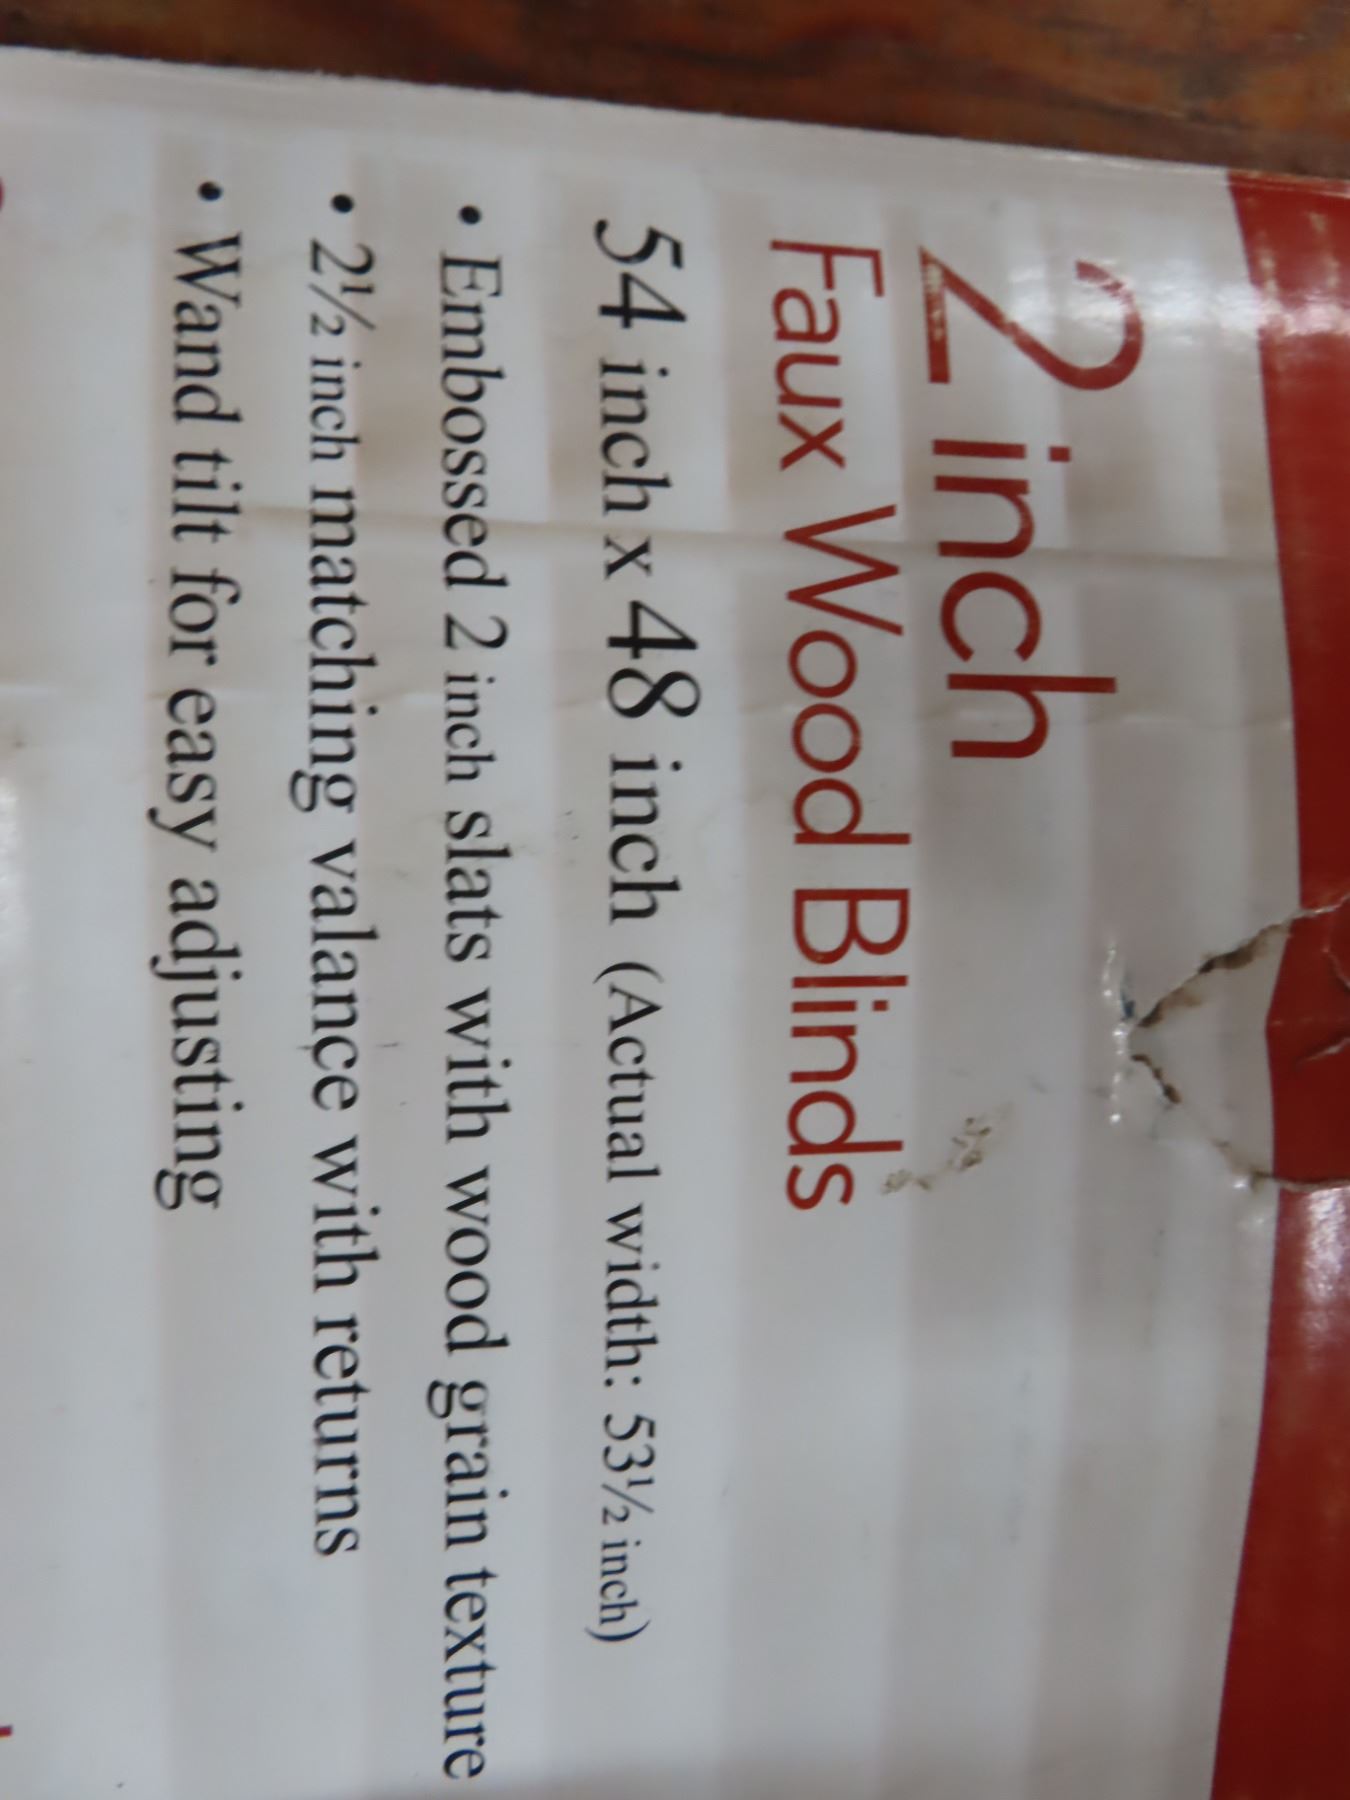 2 inch
Faux Wood Blinds
54 inch x 48 inch (Actual width: 53½ inch)
• Embossed 2 inch slats with wood grain texture
• 2½ inch matching valance with returns
• Wand tilt for easy adjusting